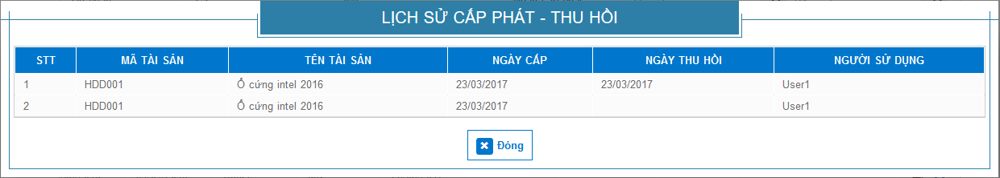 LỊCH SỬ CẤP PHÁT - THU HỒI
STT MÃ TÀI SẢN TÊN TÀI SẢN NGÀY CẤP NGÀY THU HỒI NGƯỜI SỬ DỤNG
1 HDD001 Ổ cứng intel 2016 23/03/2017 23/03/2017 User1
2 HDD001 Ổ cứng intel 2016 23/03/2017 User1
Đóng